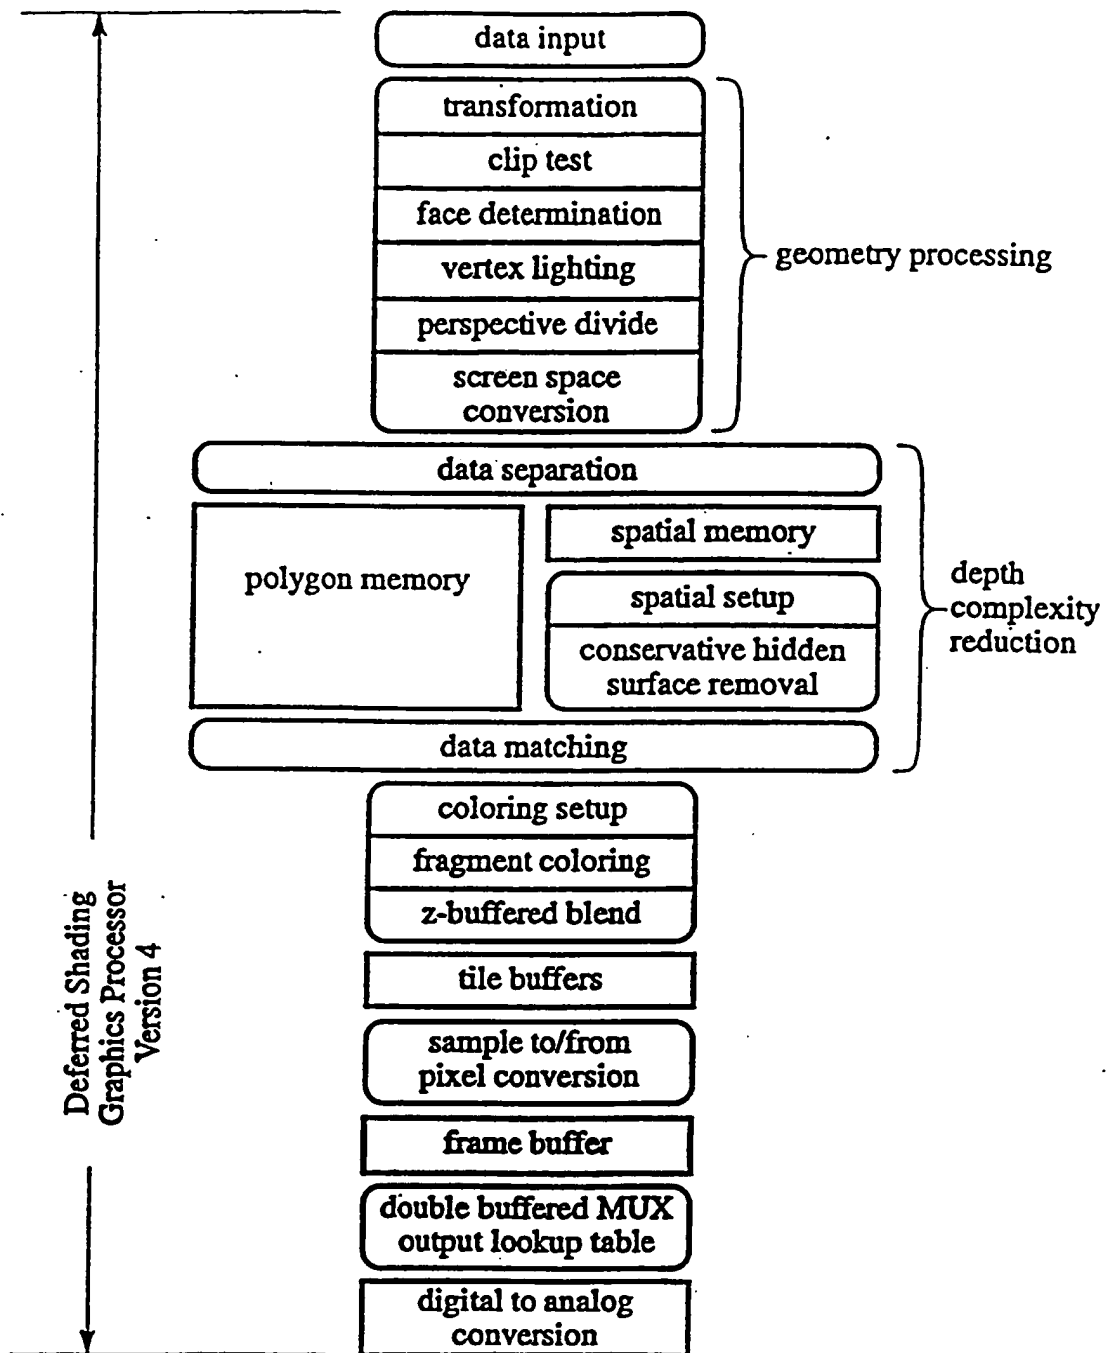 data input
transformation
clip test
face determination
vertex lighting
perspective divide
screen space
conversion
geometry processing
data separation
polygon memory
spatial memory
spatial setup
conservative hidden
surface removal
depth
complexity
reduction
data matching
coloring setup
fragment coloring
z-buffered blend
tile buffers
sample to/from
pixel conversion
frame buffer
double buffered MUX
output lookup table
digital to analog
conversion
Deferred Shading
Graphics Processor
Version 4